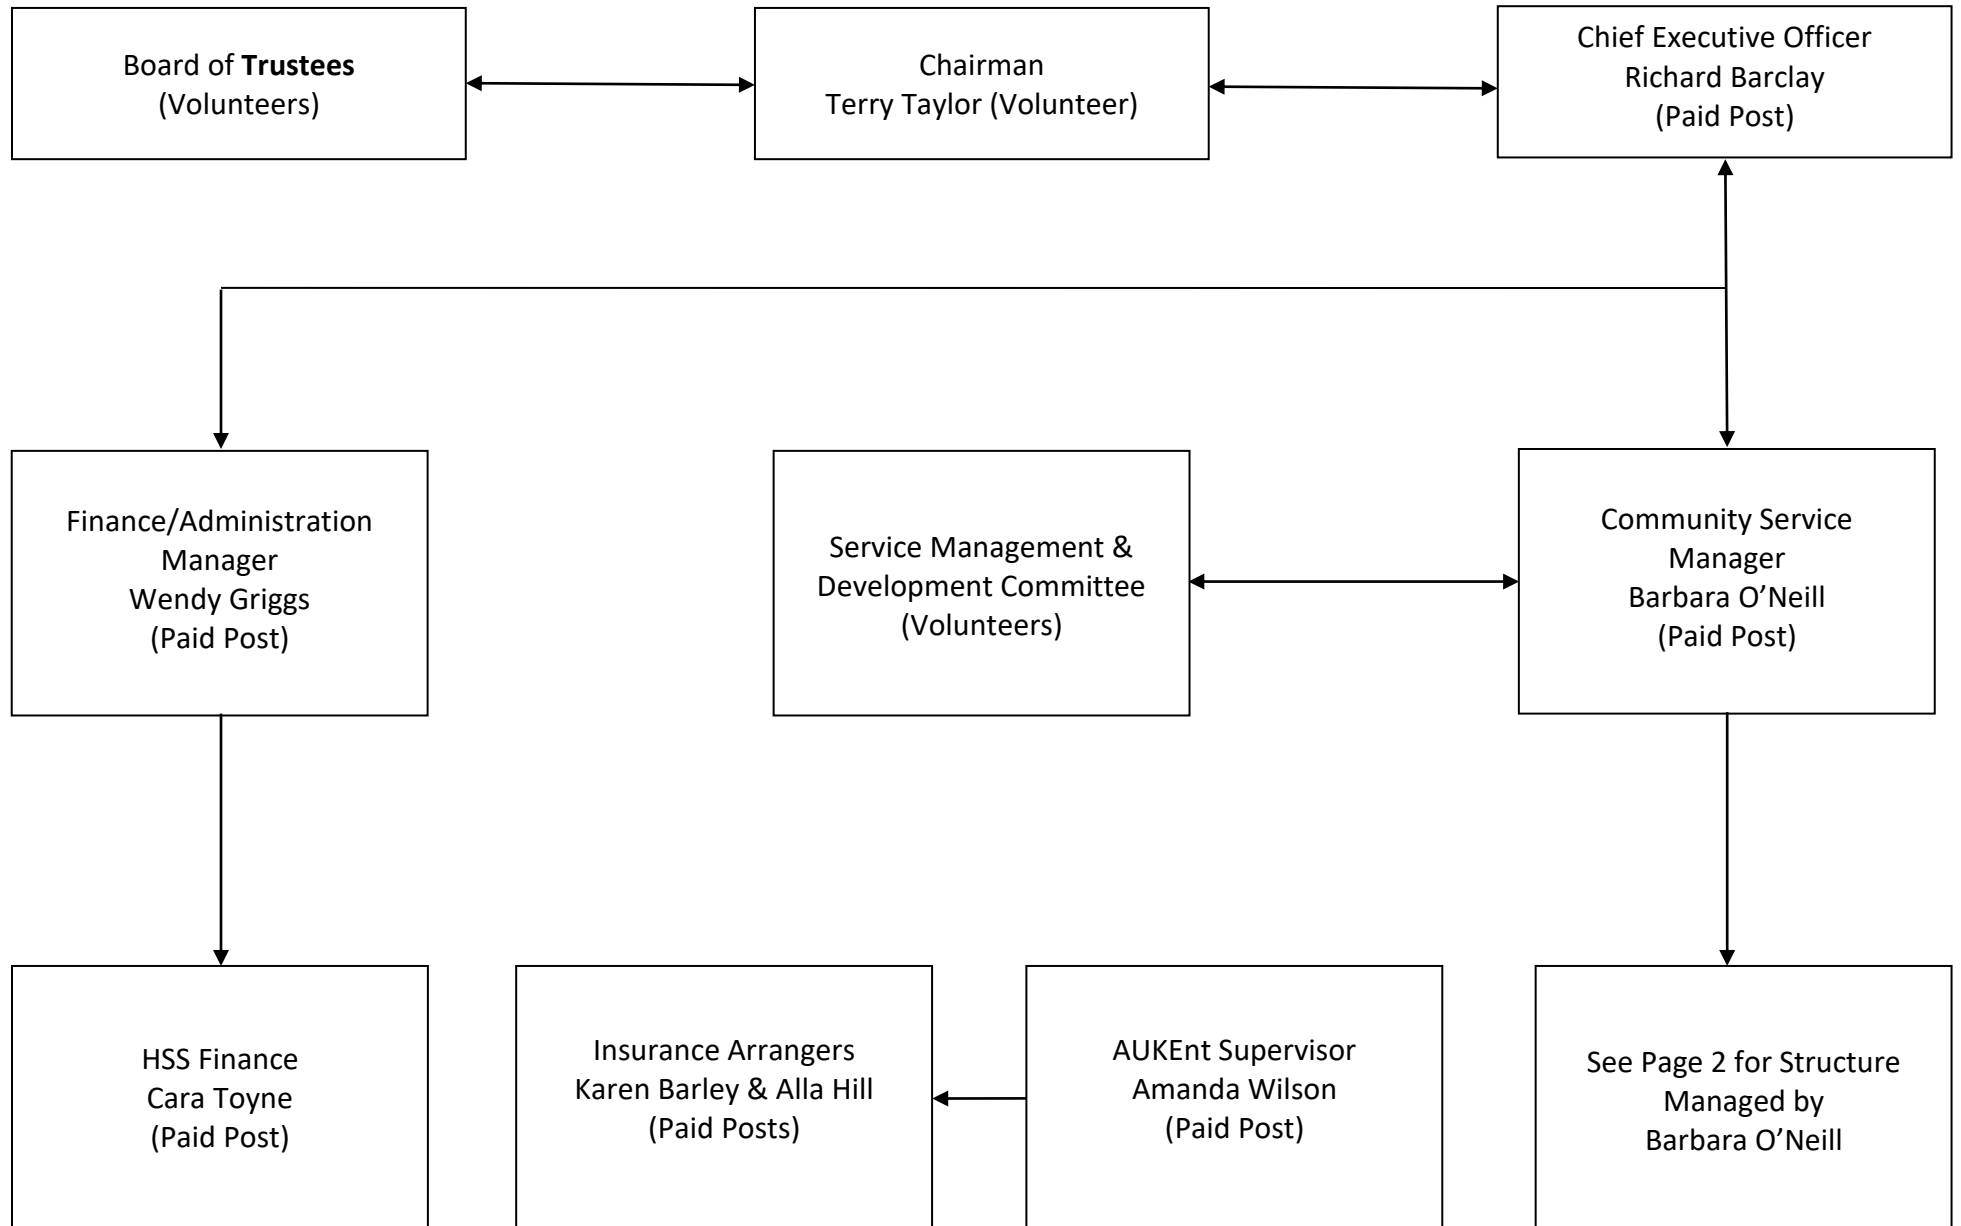 Board of Trustees
(Volunteers)
Chairman
Terry Taylor (Volunteer)
Chief Executive Officer
Richard Barclay
(Paid Post)
Finance/Administration
Manager
Wendy Griggs
(Paid Post)
Service Management &
Development Committee
(Volunteers)
Community Service
Manager
Barbara O’Neill
(Paid Post)
HSS Finance
Cara Toyne
(Paid Post)
Insurance Arrangers
Karen Barley & Alla Hill
(Paid Posts)
AUKEnt Supervisor
Amanda Wilson
(Paid Post)
See Page 2 for Structure
Managed by
Barbara O’Neill